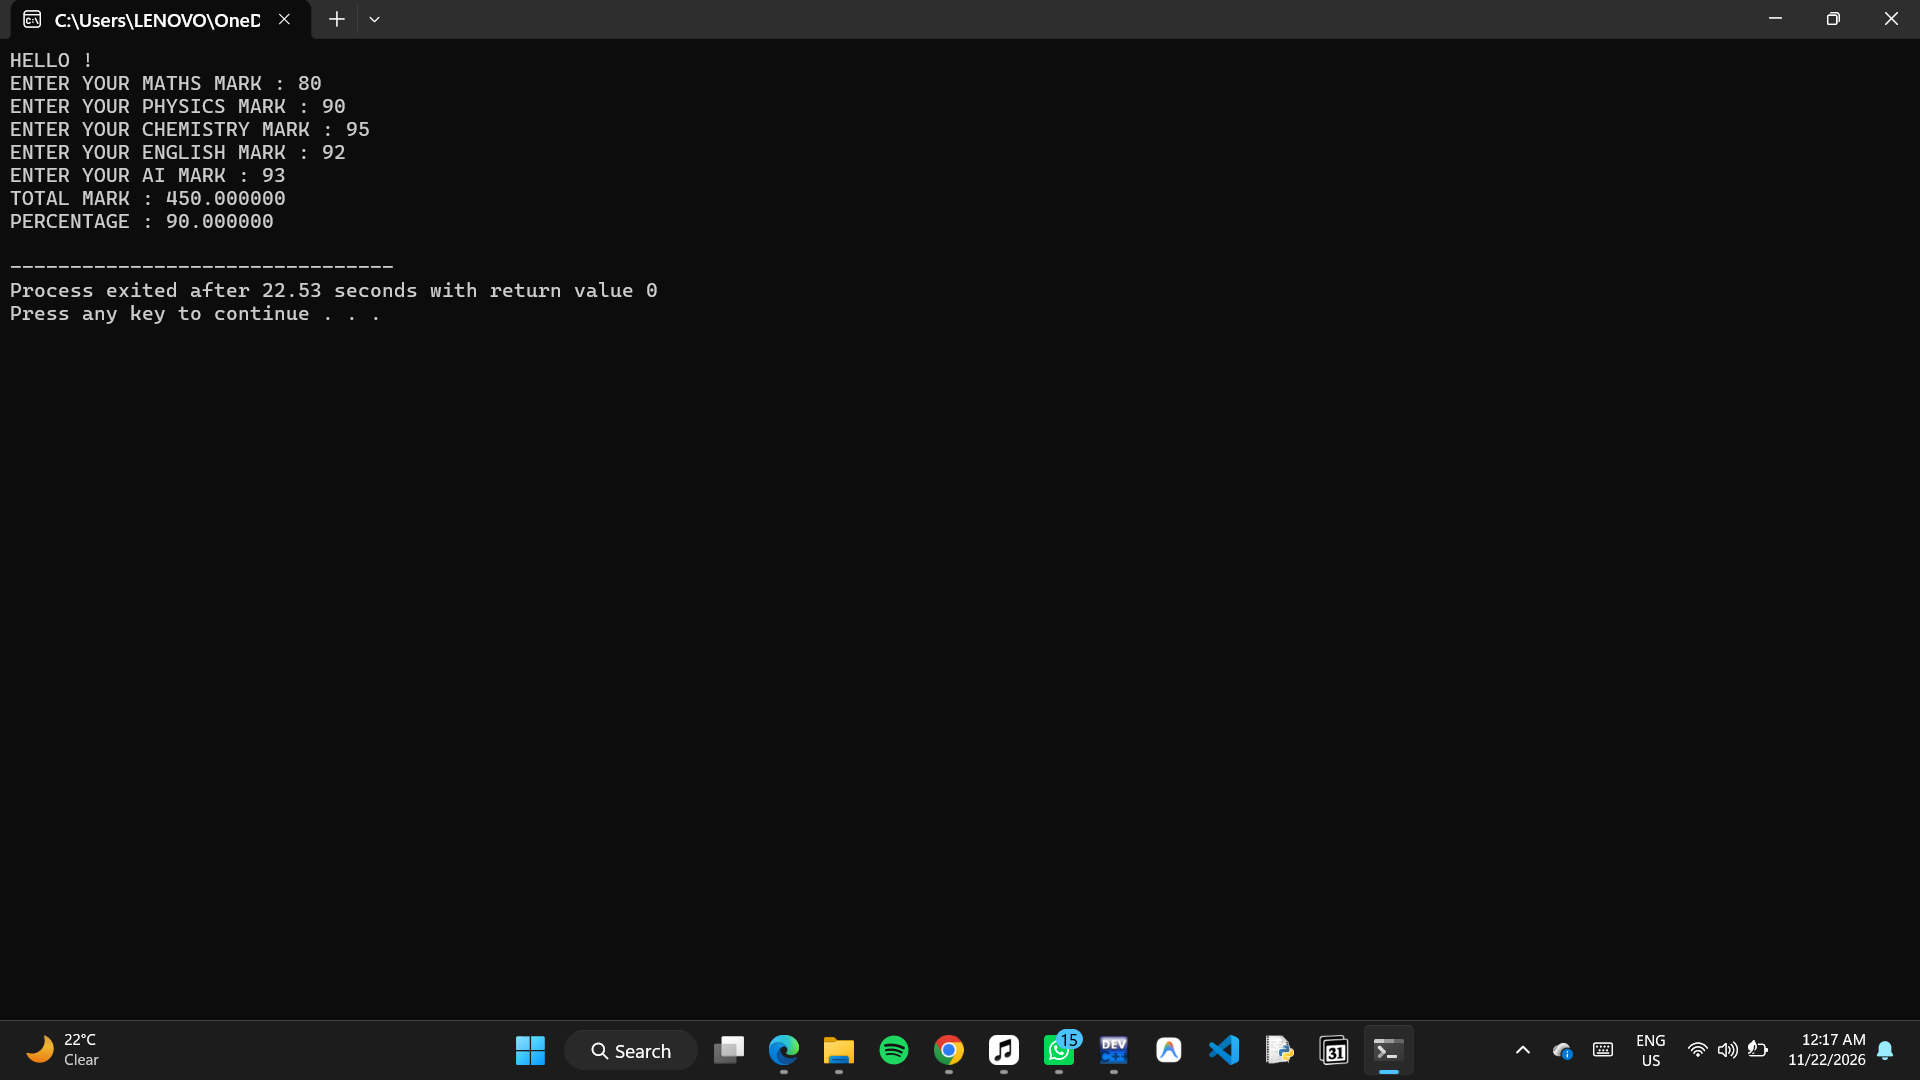 C:\Users\LENOVO\OneD
HELLO !
ENTER YOUR MATHS MARK : 80
ENTER YOUR PHYSICS MARK : 90
ENTER YOUR CHEMISTRY MARK : 95
ENTER YOUR ENGLISH MARK : 92
ENTER YOUR AI MARK : 93
TOTAL MARK : 450.000000
PERCENTAGE : 90.000000
--------------------------------
Process exited after 22.53 seconds with return value 0
Press any key to continue . . .
22°C
Clear
Search
15
DEV
C++
31
ENG
US
12:17 AM
11/22/2026